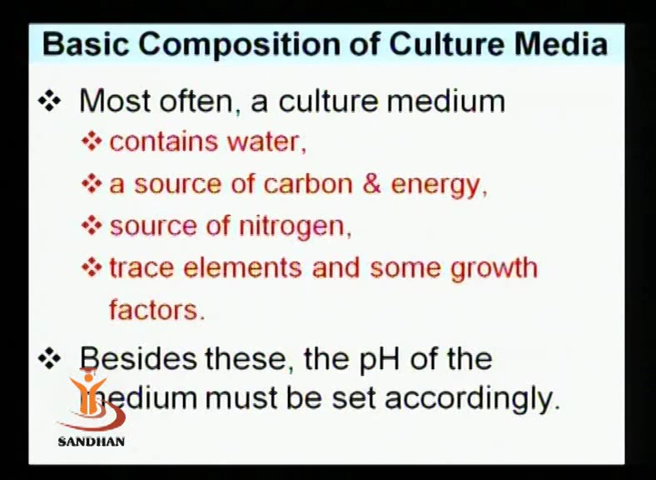 Basic Composition of Culture Media
Most often, a culture medium
contains water,
a source of carbon & energy,
source of nitrogen,
trace elements and some growth
factors.
Besides these, the pH of the
medium must be set accordingly.
SANDHAN